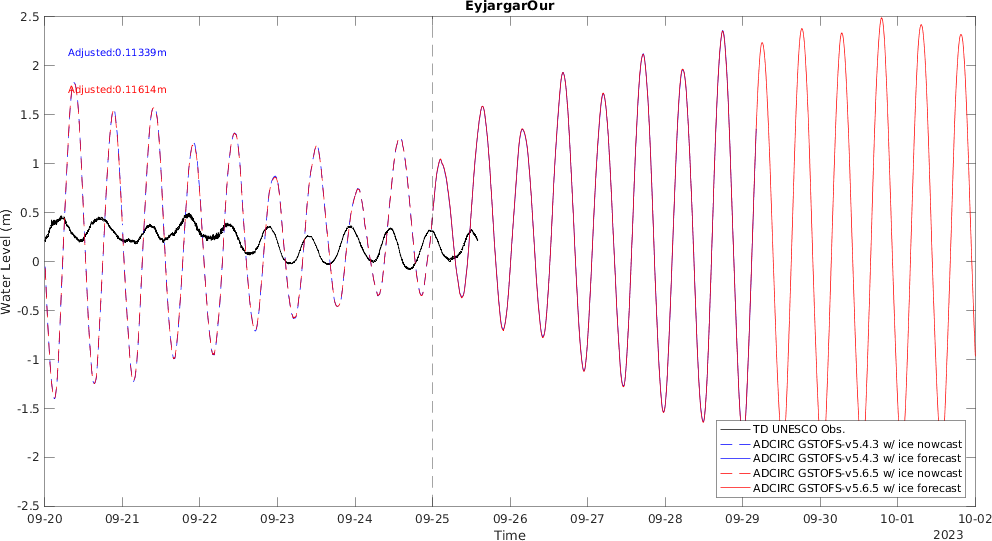 EyjargarOur
2.5
Adjusted:0.11339m
2
Adjusted:0.11614m
1.5
1
0.5
0
-0.5
-1
-1.5
-2
-2.5
Water Level (m)
TD UNESCO Obs.
ADCIRC GSTOFS-v5.4.3 w/ ice nowcast
ADCIRC GSTOFS-v5.4.3 w/ ice forecast
ADCIRC GSTOFS-v5.6.5 w/ ice nowcast
ADCIRC GSTOFS-v5.6.5 w/ ice forecast
09-20 09-21 09-22 09-23 09-24 09-25 09-26 09-27 09-28 09-29 09-30 10-01 10-02
Time
2023